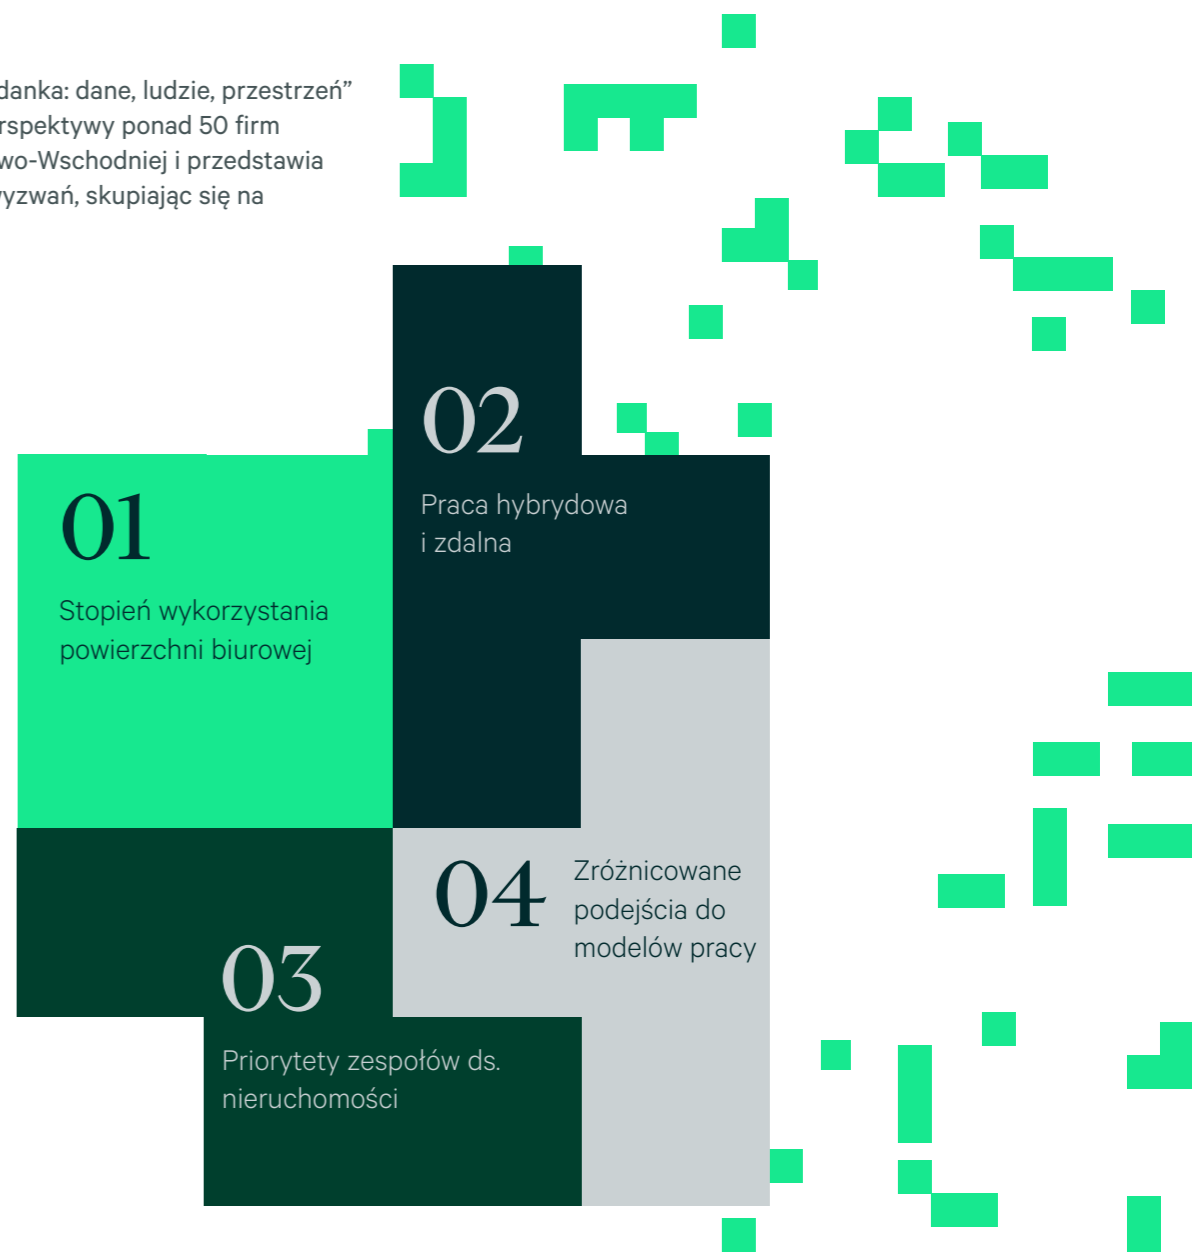 danka: dane, ludzie, przestrzeń”
rspektywy ponad 50 firm
wo-Wschodniej i przedstawia
yzwań, skupiając się na
02
Praca hybrydowa
i zdalna
01
Stopień wykorzystania
powierzchni biurowej
04
Zróżnicowane
podejścia do
modelów pracy
03
Priorytety zespołów ds.
nieruchomości